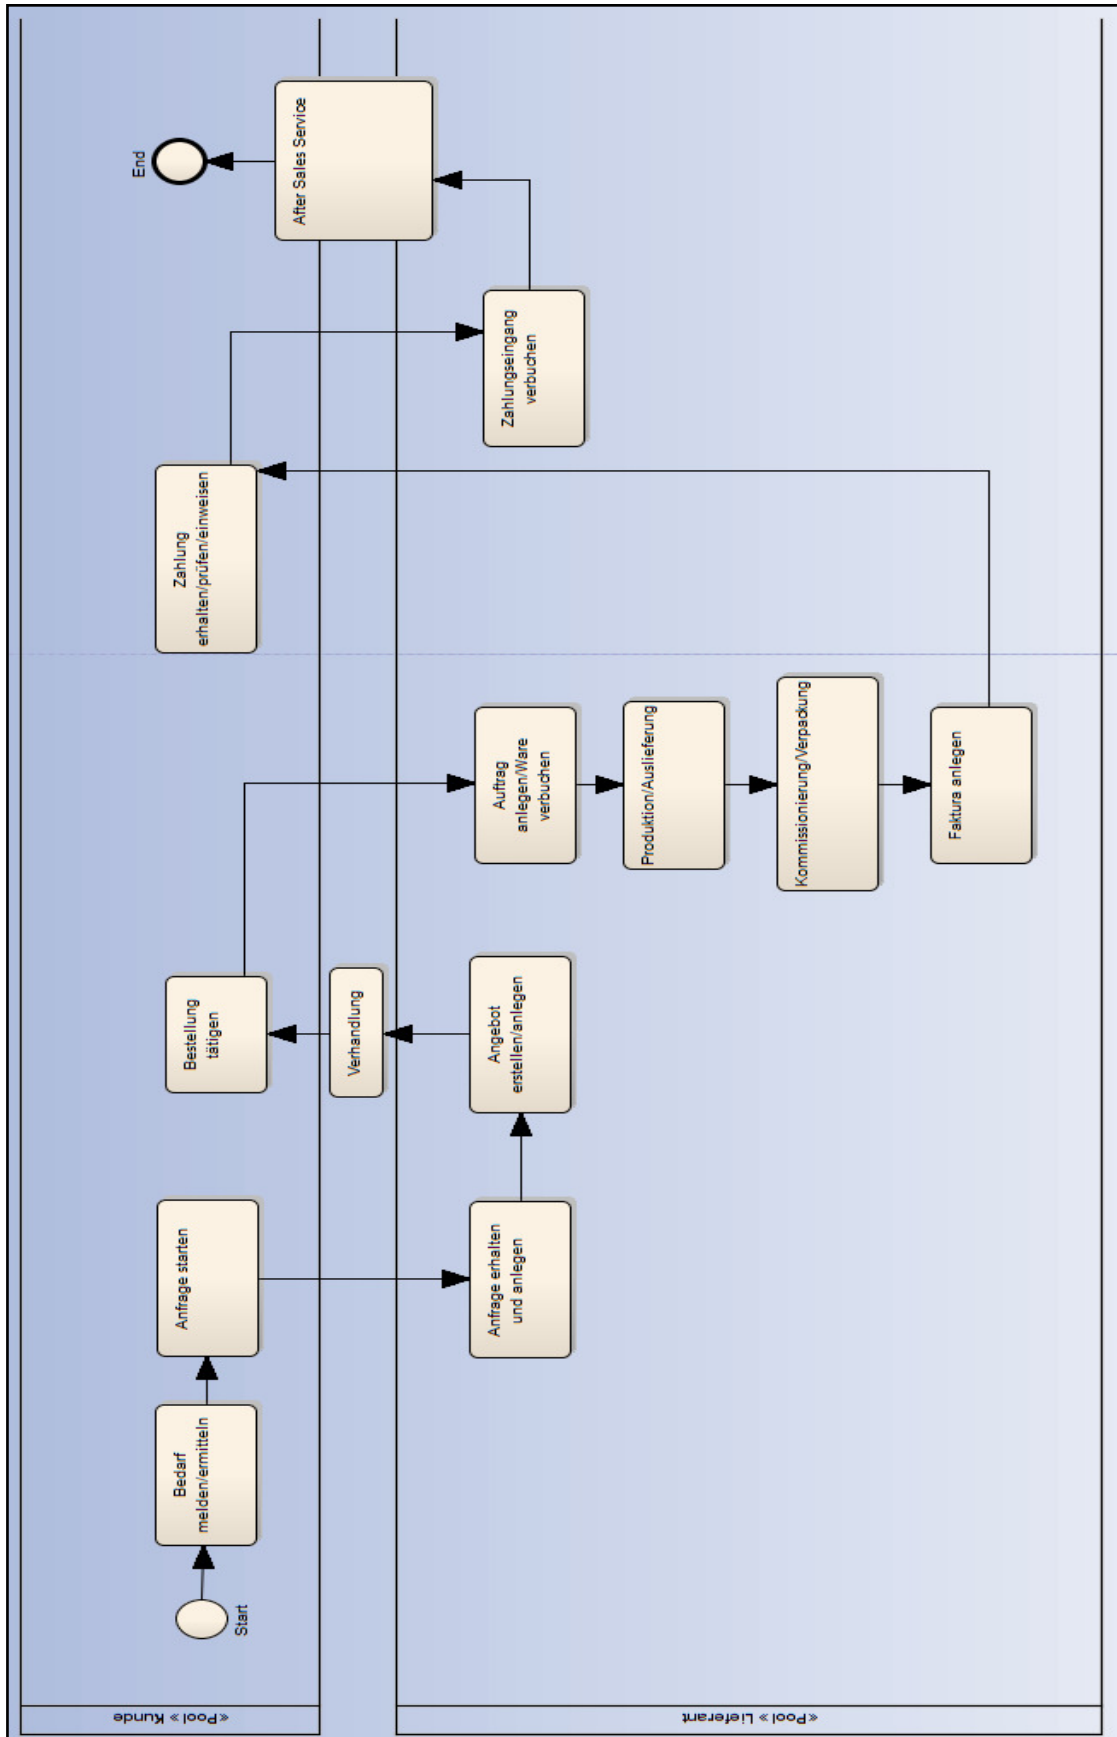 «Pool» Kunde
«Pool» Lieferant
Start
Bedarf
melden/ermitteln
Anfrage starten
Anfrage erhalten
und anlegen
Angebot
erstellen/anlegen
Verhandlung
Bestellung
tätigen
Auftrag
anlegen/Ware
verbuchen
Produktion/Auslieferung
Kommissionierung/Verpackung
Faktura anlegen
Zahlung
erhalten/prüfen/einweisen
Zahlungseingang
verbuchen
After Sales Service
End